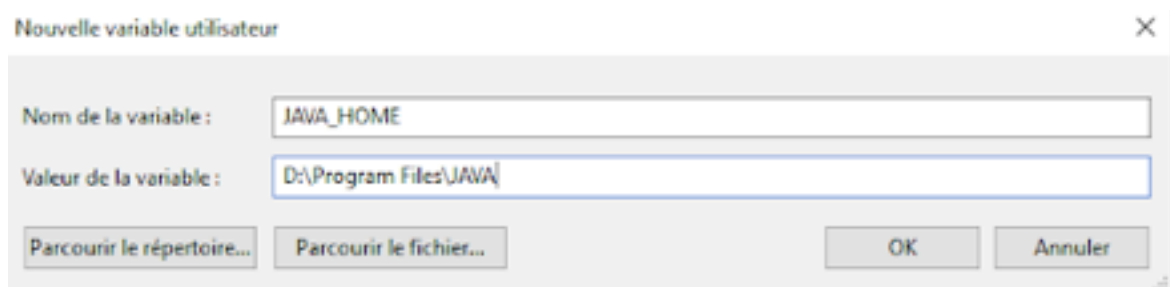 Nouvelle variable utilisateur
Nom de la variable : JAVA_HOME
Valeur de la variable : D:\Program Files\JAVA
Parcourir le répertoire... Parcourir le fichier... OK Annuler